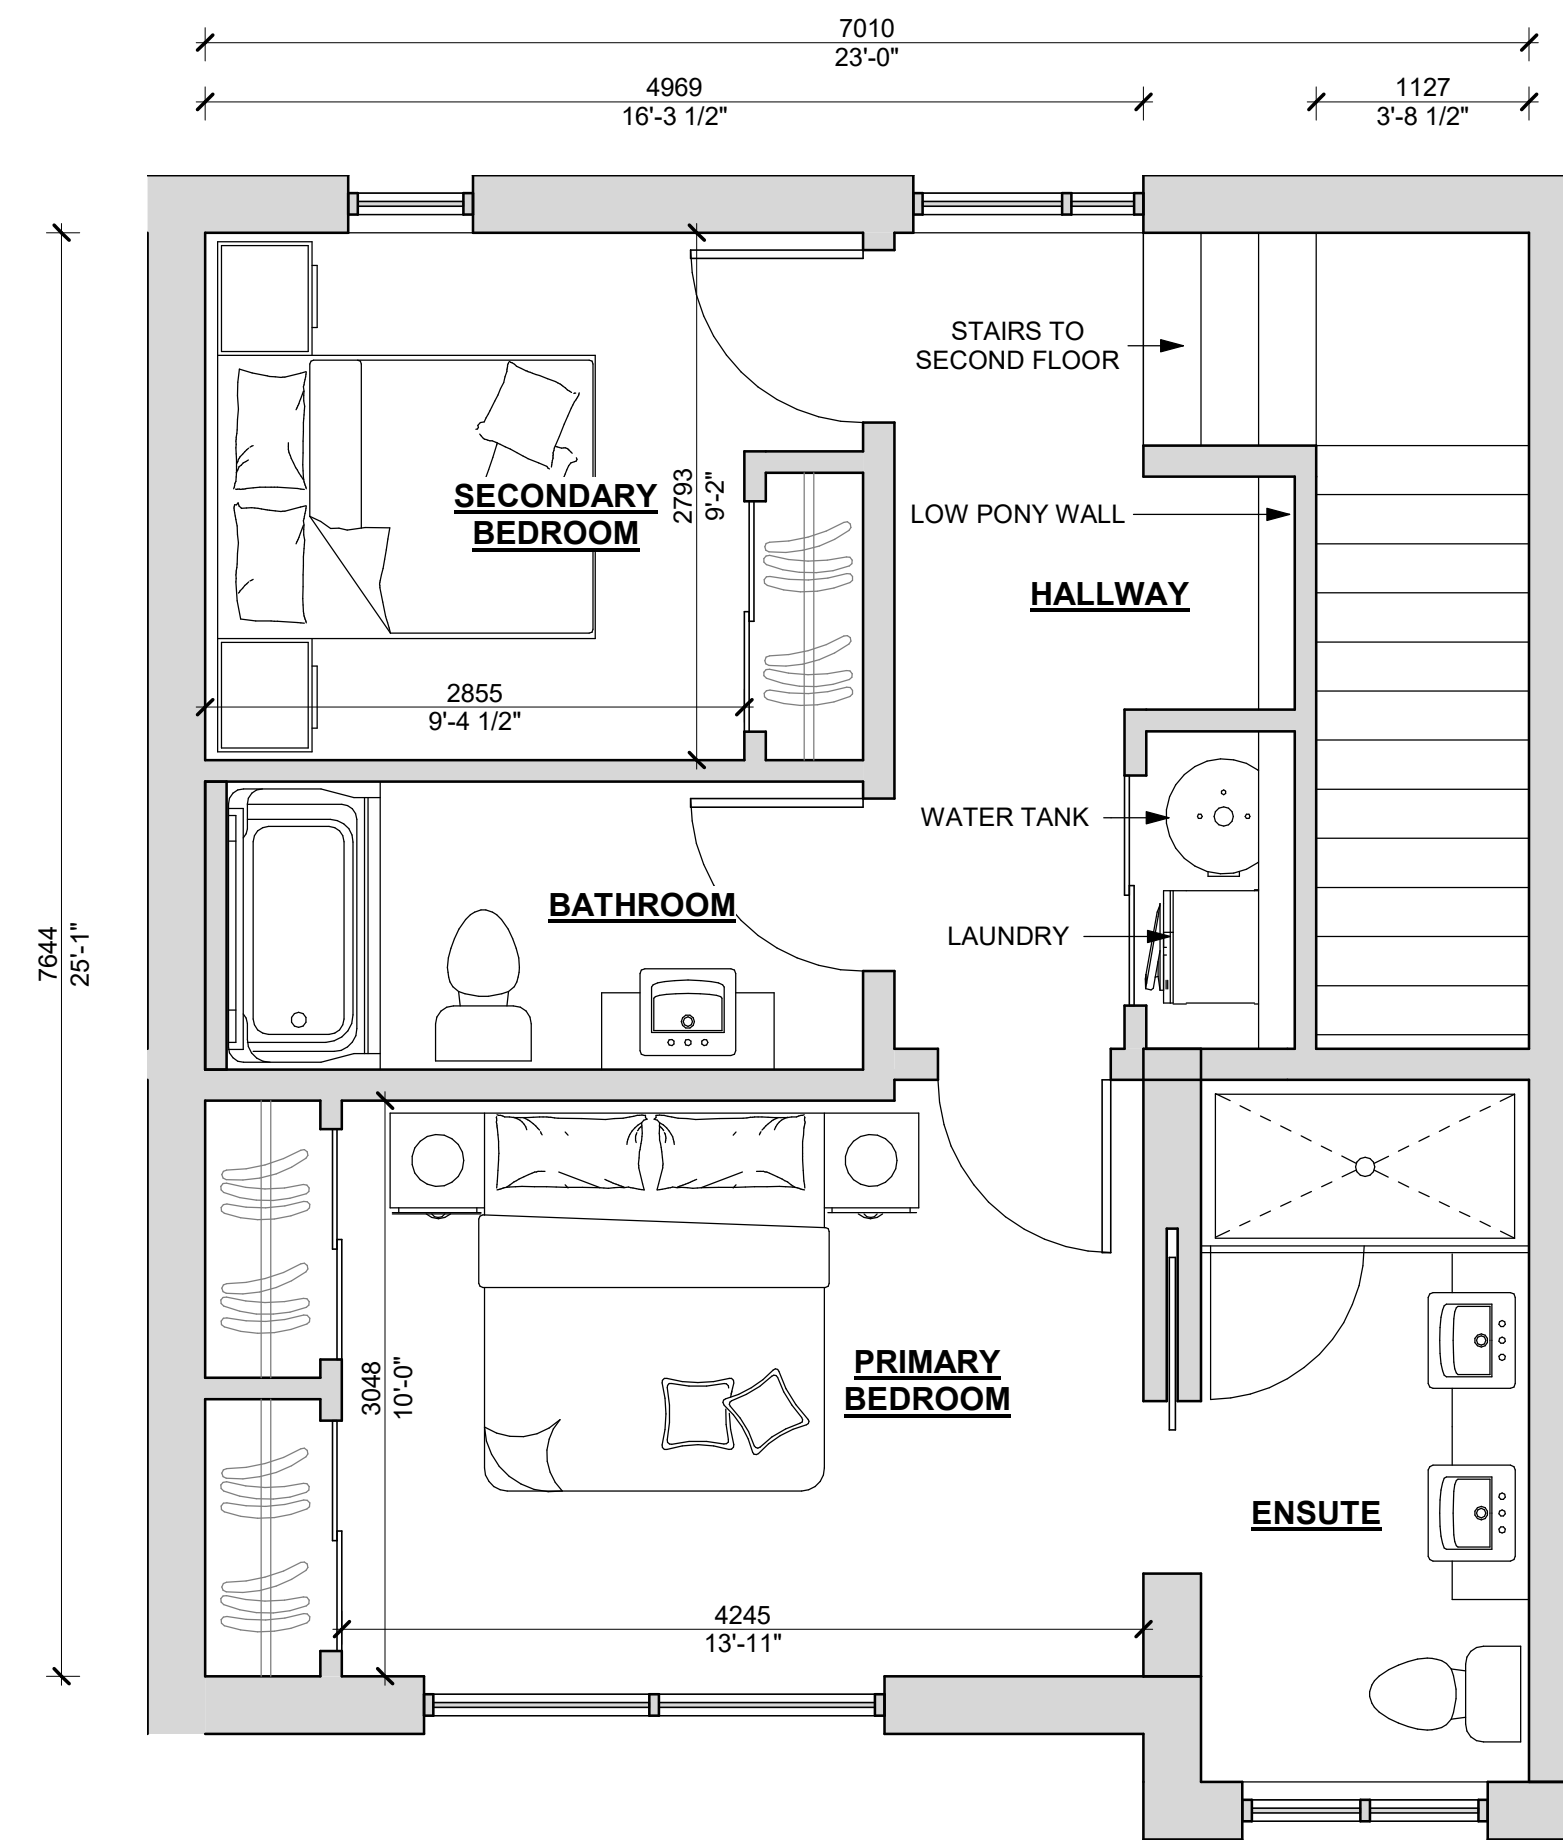 7010
23'-0"
4969
16'-3 1/2"
1127
3'-8 1/2"
STAIRS TO
SECOND FLOOR
SECONDARY
BEDROOM
2793
9'-2"
LOW PONY WALL
HALLWAY
2855
9'-4 1/2"
WATER TANK
BATHROOM
LAUNDRY
7644
25'-1"
3048
10'-0"
PRIMARY
BEDROOM
ENSUTE
4245
13'-11"